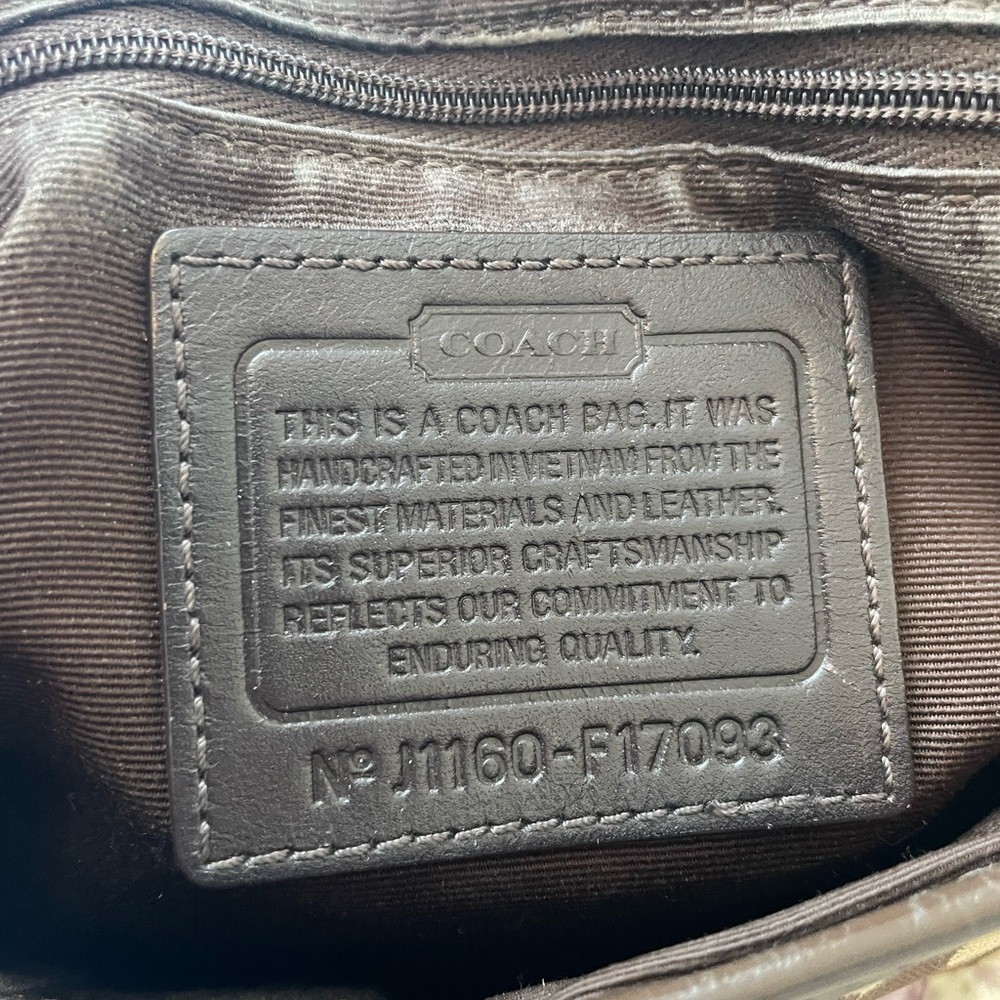 COACH
THIS IS A COACH BAG. IT WAS
HANDCRAFTED IN VIETNAM FROM THE
FINEST MATERIALS AND LEATHER.
ITS SUPERIOR CRAFTSMANSHIP
REFLECTS OUR COMMITMENT TO
ENDURING QUALITY.
Nº J1160-F17093